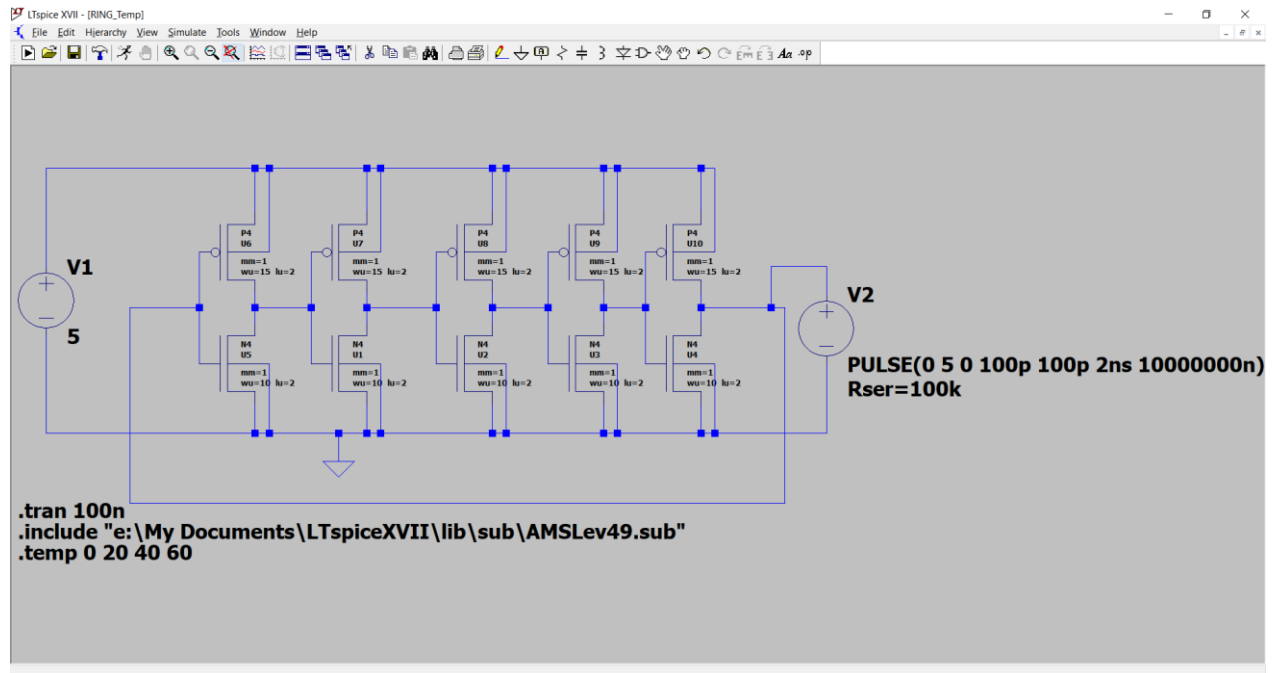 LTspice XVII - [RING_Temp]
File Edit Hierarchy View Simulate Tools Window Help
Aa .op
P4 P4 P4 P4 P4
U6 U7 U8 U9 U10
mm=1 mm=1 mm=1 mm=1 mm=1
wu=15 lu=2 wu=15 lu=2 wu=15 lu=2 wu=15 lu=2 wu=15 lu=2
V1
5
V2
N4 N4 N4 N4 N4
U5 U1 U2 U3 U4
mm=1 mm=1 mm=1 mm=1 mm=1
wu=10 lu=2 wu=10 lu=2 wu=10 lu=2 wu=10 lu=2 wu=10 lu=2
PULSE(0 5 0 100p 100p 2ns 10000000n)
Rser=100k
.tran 100n
.include "e:\My Documents\LTspiceXVII\lib\sub\AMSLev49.sub"
.temp 0 20 40 60